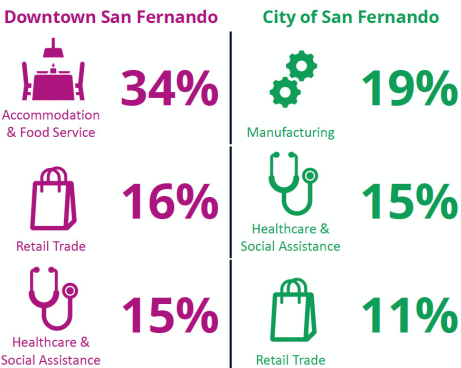 Downtown San Fernando
City of San Fernando
34%
Accommodation
& Food Service
19%
Manufacturing
16%
Retail Trade
15%
Healthcare &
Social Assistance
15%
Healthcare &
Social Assistance
11%
Retail Trade